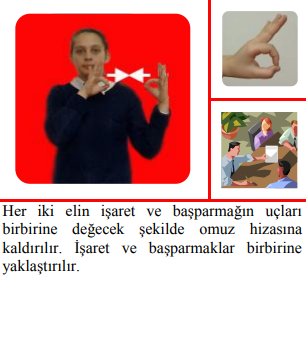 Her iki elin işaret ve başparmağın uçları
birbirine değecek şekilde omuz hizasına
kaldırılır. İşaret ve başparmaklar birbirine
yaklaştırılır.